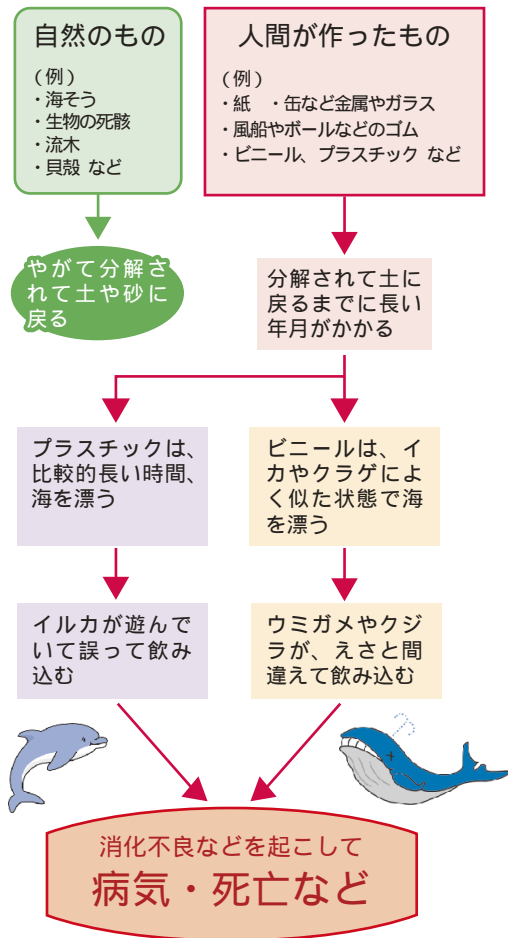 自然のもの
(例)
・海そう
・生物の死骸
・流木
・貝殻 など
人間が作ったもの
(例)
・紙 ・缶など金属やガラス
・風船やボールなどのゴム
・ビニール、プラスチック など
やがて分解さ
れて土や砂に
戻る
分解されて土に
戻るまでに長い
年月がかかる
プラスチックは、
比較的長い時間、
海を漂う
ビニールは、イ
カやクラゲによ
く似た状態で海
を漂う
イルカが遊んで
いて誤って飲み
込む
ウミガメやクジ
ラが、えさと間
違えて飲み込む
消化不良などを起こして
病気・死亡など